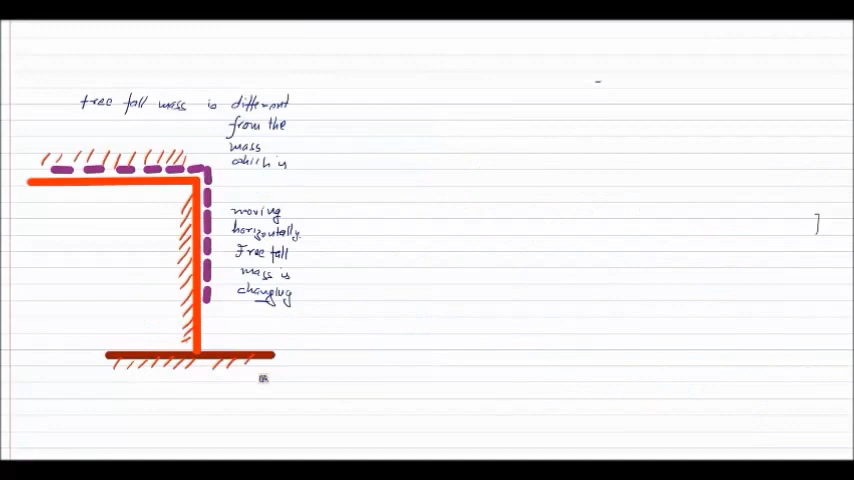 free fall mass is different
from the
mass
which is
moving
horizontally.
Free fall
mass is
changing